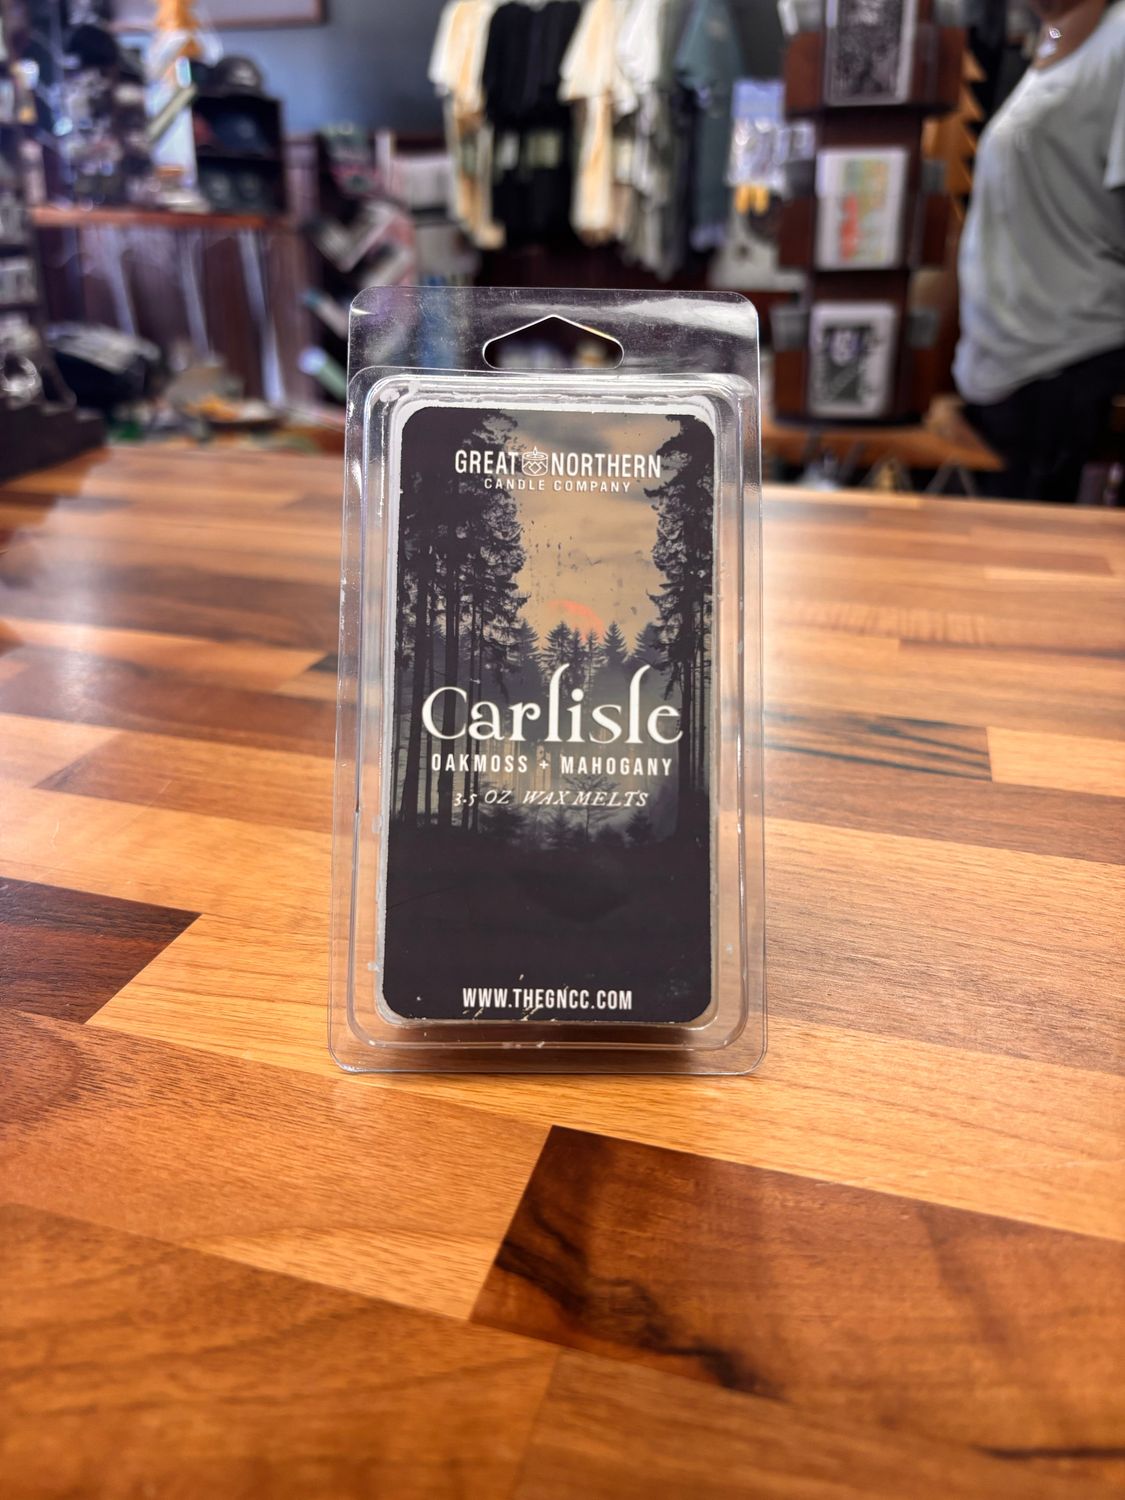 GREAT NORTHERN
CANDLE COMPANY
Carlisle
OAKMOSS + MAHOGANY
3.5 OZ WAX MELTS
WWW.THEGNCC.COM